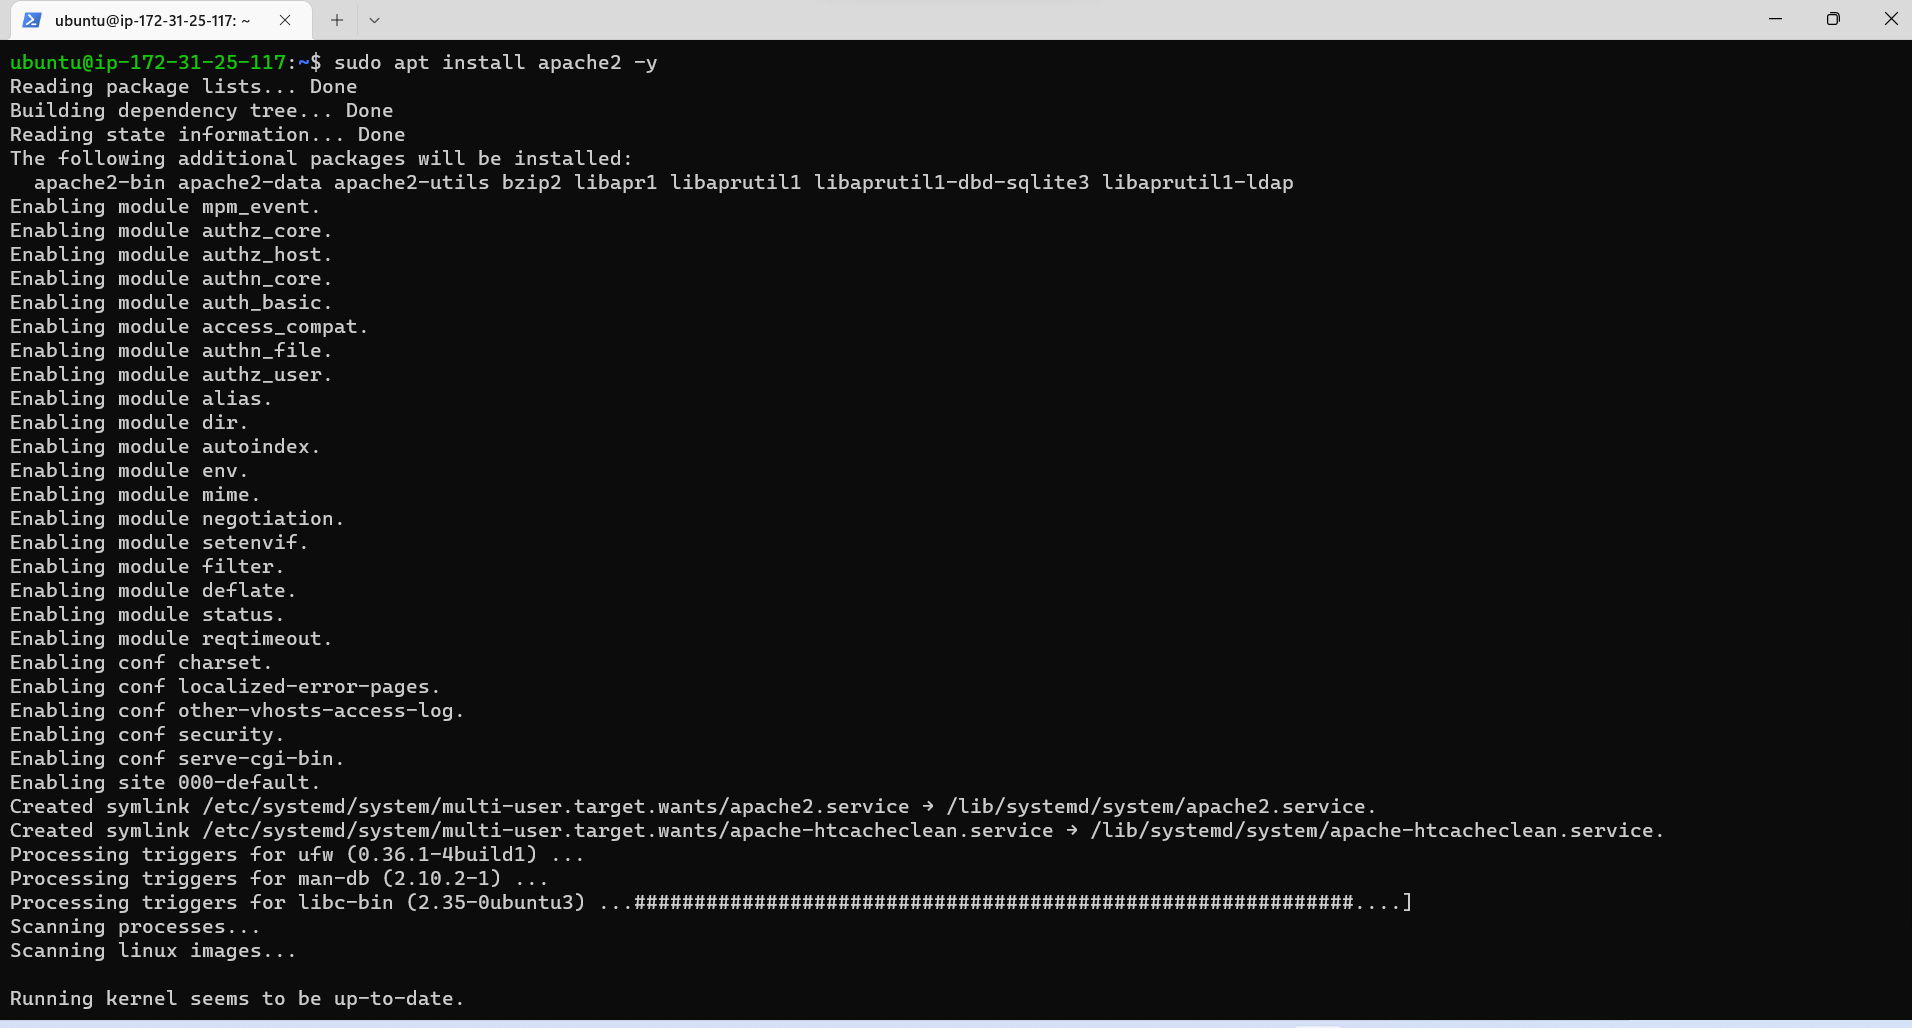 ubuntu@ip-172-31-25-117: ~
ubuntu@ip-172-31-25-117:~$ sudo apt install apache2 -y
Reading package lists... Done
Building dependency tree... Done
Reading state information... Done
The following additional packages will be installed:
  apache2-bin apache2-data apache2-utils bzip2 libapr1 libaprutil1 libaprutil1-dbd-sqlite3 libaprutil1-ldap
Enabling module mpm_event.
Enabling module authz_core.
Enabling module authz_host.
Enabling module authn_core.
Enabling module auth_basic.
Enabling module access_compat.
Enabling module authn_file.
Enabling module authz_user.
Enabling module alias.
Enabling module dir.
Enabling module autoindex.
Enabling module env.
Enabling module mime.
Enabling module negotiation.
Enabling module setenvif.
Enabling module filter.
Enabling module deflate.
Enabling module status.
Enabling module reqtimeout.
Enabling conf charset.
Enabling conf localized-error-pages.
Enabling conf other-vhosts-access-log.
Enabling conf security.
Enabling conf serve-cgi-bin.
Enabling site 000-default.
Created symlink /etc/systemd/system/multi-user.target.wants/apache2.service → /lib/systemd/system/apache2.service.
Created symlink /etc/systemd/system/multi-user.target.wants/apache-htcacheclean.service → /lib/systemd/system/apache-htcacheclean.service.
Processing triggers for ufw (0.36.1-4build1) ...
Processing triggers for man-db (2.10.2-1) ...
Processing triggers for libc-bin (2.35-0ubuntu3) ...############################################################....]
Scanning processes...
Scanning linux images...
Running kernel seems to be up-to-date.